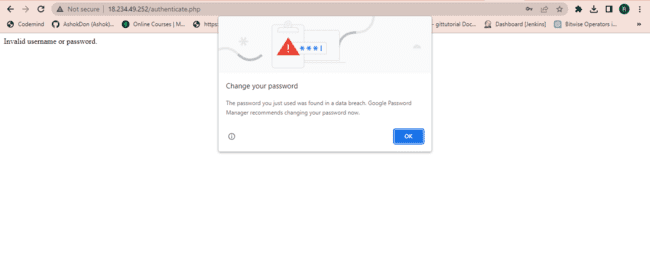 Not secure | 18.234.49.252/authenticate.php
Codemind AshokDon (Ashok)... Online Courses | M... https: - gittutorial Doc... Dashboard [Jenkins] Bitwise Operators i... »
Invalid username or password.
Change your password
The password you just used was found in a data breach. Google Password
Manager recommends changing your password now.
OK